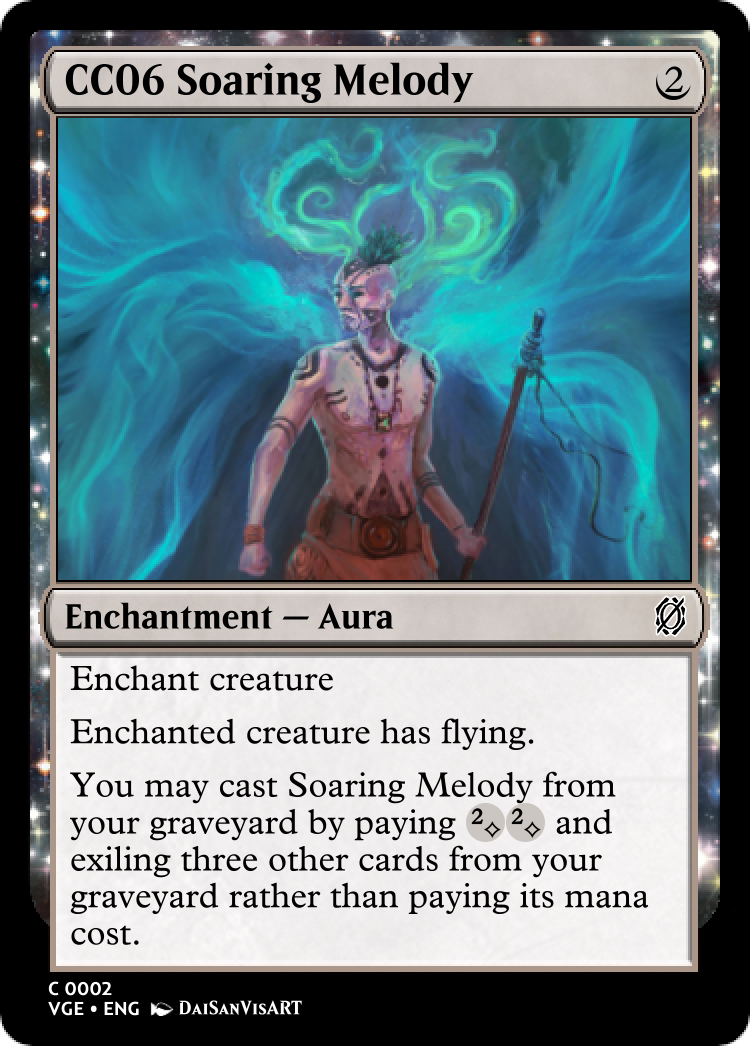 CC06 Soaring Melody 2
Enchantment — Aura
Enchant creature
Enchanted creature has flying.
You may cast Soaring Melody from
your graveyard by paying 2◇ 2◇ and
exiling three other cards from your
graveyard rather than paying its mana
cost.
C 0002
VGE • ENG DaiSanVisART